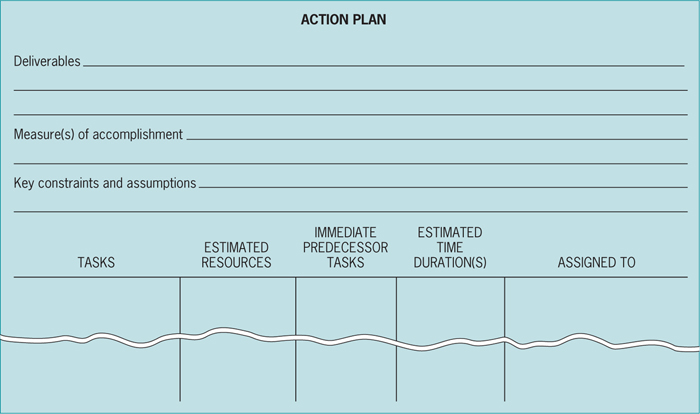 ACTION PLAN
Deliverables
Measure(s) of accomplishment
Key constraints and assumptions
TASKS
ESTIMATED
RESOURCES
IMMEDIATE
PREDECESSOR
TASKS
ESTIMATED
TIME
DURATION(S)
ASSIGNED TO